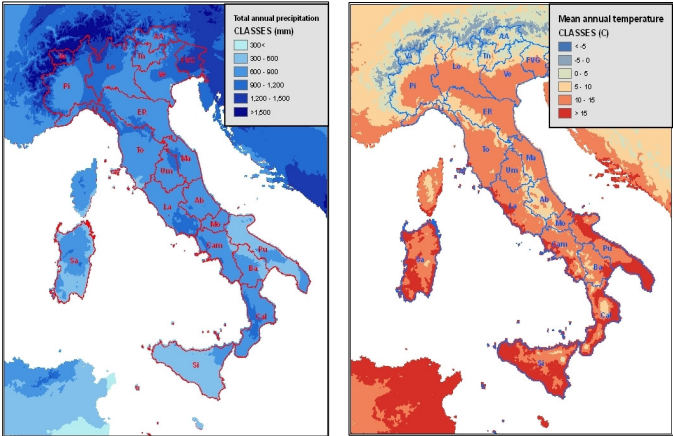 Total annual precipitation
CLASSES (mm)
300<
300 - 600
600 - 900
900 - 1,200
1,200 - 1,500
>1,500
AA
Tn
Lo
Ve
FVG
Pi
ER
To
Ma
Um
Ab
La
Mo
Cam
Pu
Ba
Sa
Cal
Si
Mean annual temperature
CLASSES (C)
< -5
-5 - 0
0 - 5
5 - 10
10 - 15
> 15
AA
Tn
Lo
Ve
FVG
Pi
ER
To
Ma
Um
Ab
La
Mo
Cam
Pu
Ba
Sa
Cal
Si